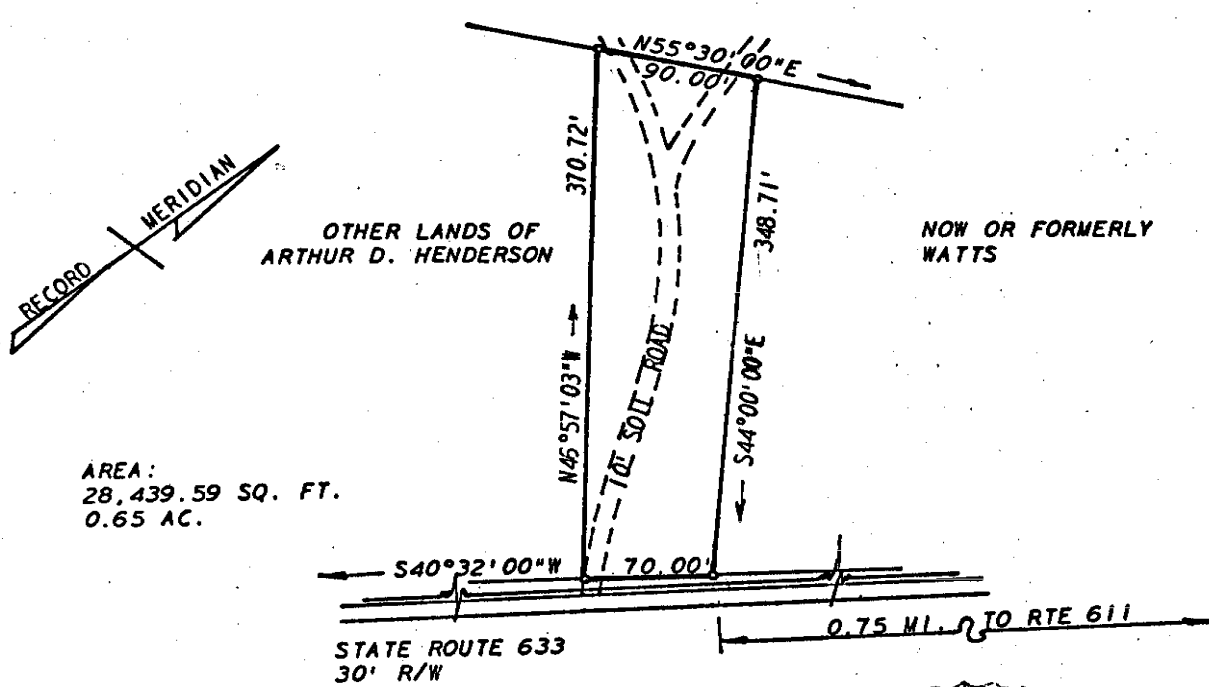 N55°30'00"E
90.00'
370.72'
348.71'
RECORD MERIDIAN
OTHER LANDS OF
ARTHUR D. HENDERSON
NOW OR FORMERLY
WATTS
N46°57'03"W
10' SOIL ROAD
S44°00'00"E
AREA:
28,439.59 SQ. FT.
0.65 AC.
S40°32'00"W
70.00'
0.75 MI. TO RTE 611
STATE ROUTE 633
30' R/W